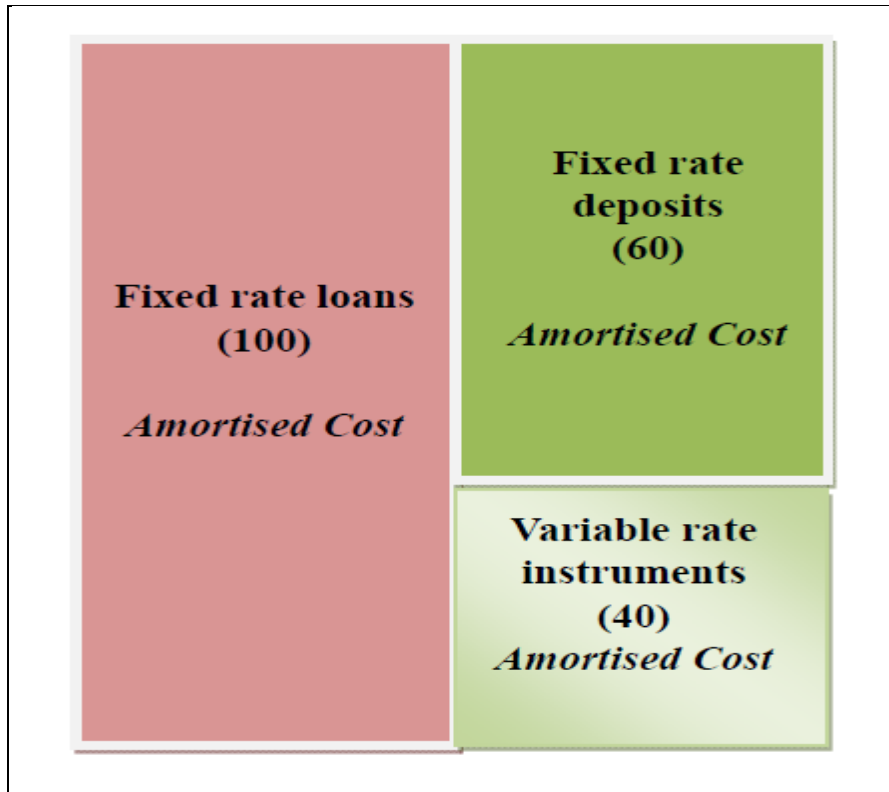 Fixed rate loans
(100)
Amortised Cost
Fixed rate
deposits
(60)
Amortised Cost
Variable rate
instruments
(40)
Amortised Cost